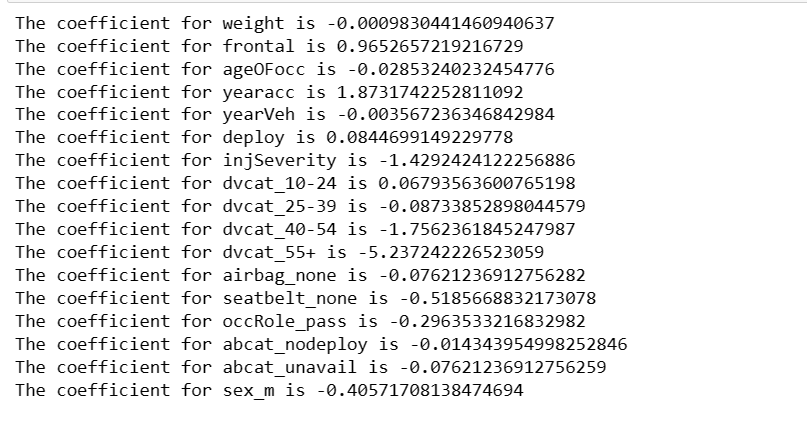 The coefficient for weight is -0.0009830441460940637
The coefficient for frontal is 0.9652657219216729
The coefficient for ageOFocc is -0.02853240232454776
The coefficient for yearacc is 1.8731742252811092
The coefficient for yearVeh is -0.003567236346842984
The coefficient for deploy is 0.0844699149229778
The coefficient for injSeverity is -1.4292424122256886
The coefficient for dvcat_10-24 is 0.06793563600765198
The coefficient for dvcat_25-39 is -0.08733852898044579
The coefficient for dvcat_40-54 is -1.7562361845247987
The coefficient for dvcat_55+ is -5.237242226523059
The coefficient for airbag_none is -0.07621236912756282
The coefficient for seatbelt_none is -0.5185668832173078
The coefficient for occRole_pass is -0.2963533216832982
The coefficient for abcat_nodeploy is -0.014343954998252846
The coefficient for abcat_unavail is -0.07621236912756259
The coefficient for sex_m is -0.40571708138474694